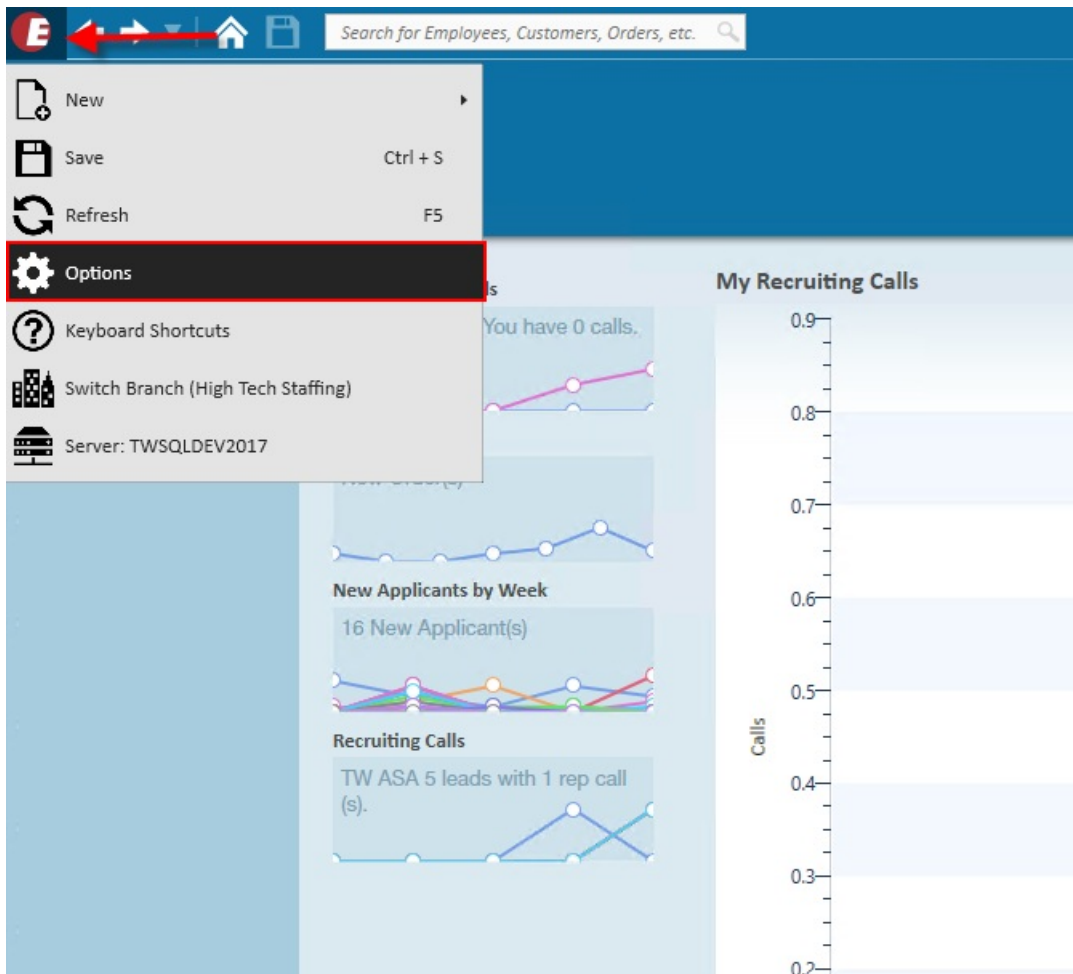 E
Search for Employees, Customers, Orders, etc.
New
Save Ctrl + S
Refresh F5
Options
Keyboard Shortcuts
Switch Branch (High Tech Staffing)
Server: TWSQLDEV2017
You have 0 calls.
New Order(s)
New Applicants by Week
16 New Applicant(s)
Recruiting Calls
TW ASA 5 leads with 1 rep call
(s).
My Recruiting Calls
0.9
0.8
0.7
0.6
0.5
Calls
0.4
0.3
0.2